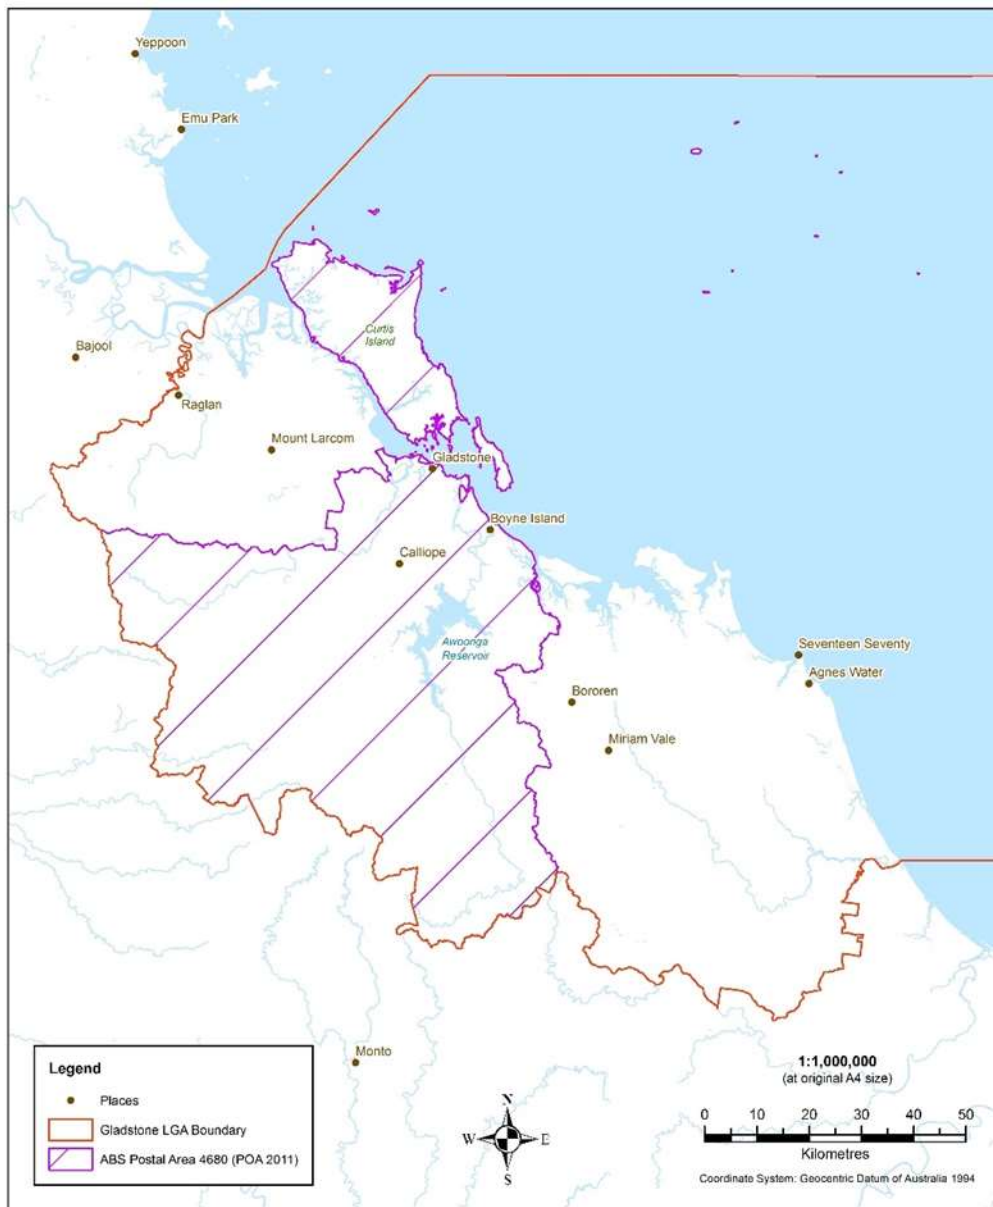 Yeppoon
Emu Park
Curtis
Island
Bajool
Raglan
Mount Larcom
Gladstone
Boyne Island
Calliope
Awoonga
Reservoir
Seventeen Seventy
Agnes Water
Bororen
Miriam Vale
Monto
Legend
Places
Gladstone LGA Boundary
ABS Postal Area 4680 (POA 2011)
N
W E
S
1:1,000,000
(at original A4 size)
0 10 20 30 40 50
Kilometres
Coordinate System: Geocentric Datum of Australia 1994